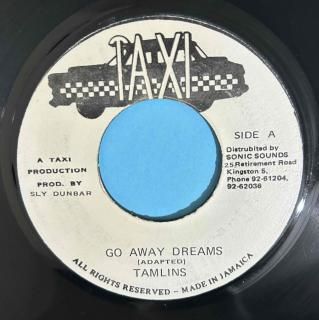 TAXI
SIDE A
A TAXI
PRODUCTION
PROD. BY
SLY DUNBAR
Distrubited by
SONIC SOUNDS
25, Retirement Road
Kingston 5,
Phone 92-61204,
92-62036
GO AWAY DREAMS
[ADAPTED]
TAMLINS
ALL RIGHTS RESERVED - MADE IN JAMAICA